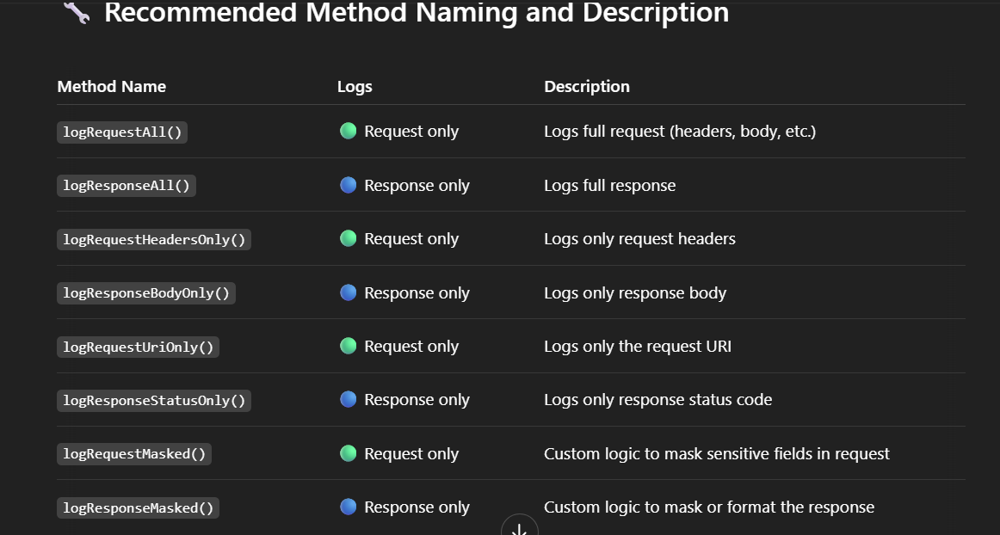 Recommended Method Naming and Description
Method Name Logs Description
logRequestAll() Request only Logs full request (headers, body, etc.)
logResponseAll() Response only Logs full response
logRequestHeadersOnly() Request only Logs only request headers
logResponseBodyOnly() Response only Logs only response body
logRequestUriOnly() Request only Logs only the request URI
logResponseStatusOnly() Response only Logs only response status code
logRequestMasked() Request only Custom logic to mask sensitive fields in request
logResponseMasked() Response only Custom logic to mask or format the response